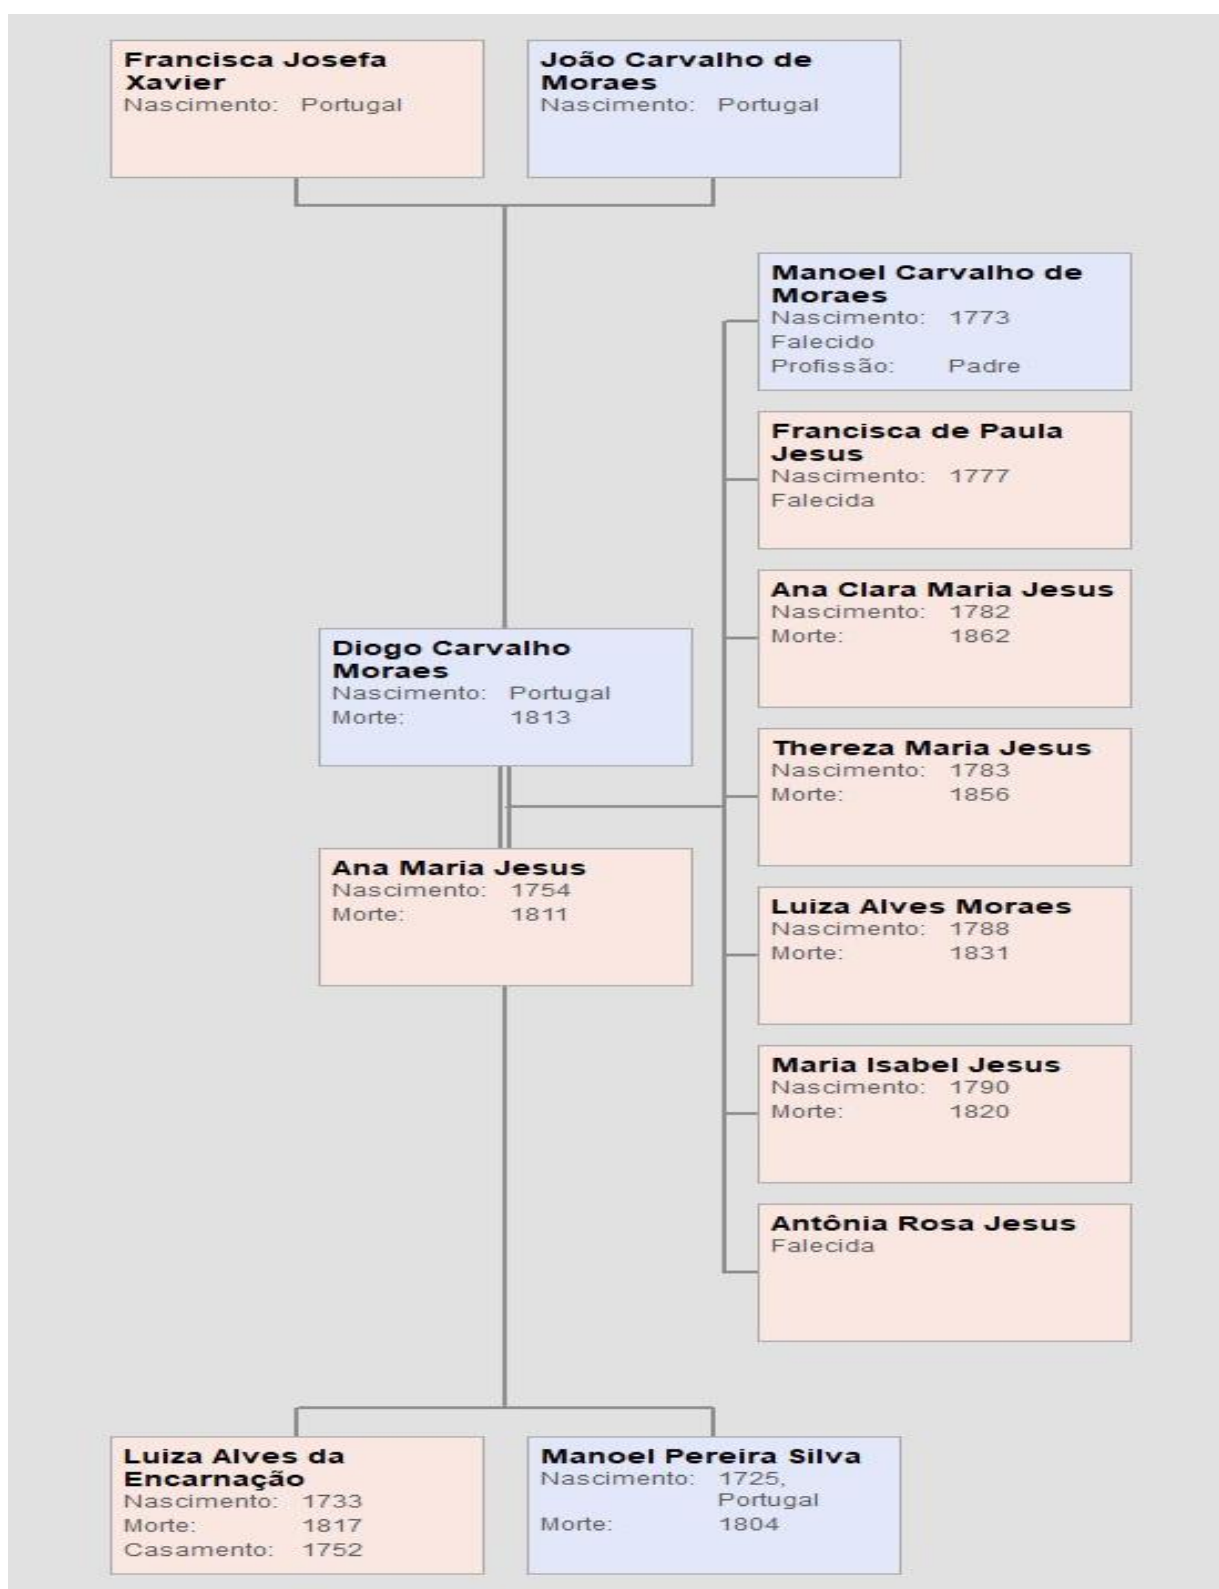 Francisca Josefa
Xavier
Nascimento: Portugal
João Carvalho de
Moraes
Nascimento: Portugal
Manoel Carvalho de
Moraes
Nascimento: 1773
Falecido
Profissão: Padre
Francisca de Paula
Jesus
Nascimento: 1777
Falecida
Ana Clara Maria Jesus
Nascimento: 1782
Morte: 1862
Diogo Carvalho
Moraes
Nascimento: Portugal
Morte: 1813
Thereza Maria Jesus
Nascimento: 1783
Morte: 1856
Ana Maria Jesus
Nascimento: 1754
Morte: 1811
Luiza Alves Moraes
Nascimento: 1788
Morte: 1831
Maria Isabel Jesus
Nascimento: 1790
Morte: 1820
Antônia Rosa Jesus
Falecida
Luiza Alves da
Encarnação
Nascimento: 1733
Morte: 1817
Casamento: 1752
Manoel Pereira Silva
Nascimento: 1725,
Portugal
Morte: 1804